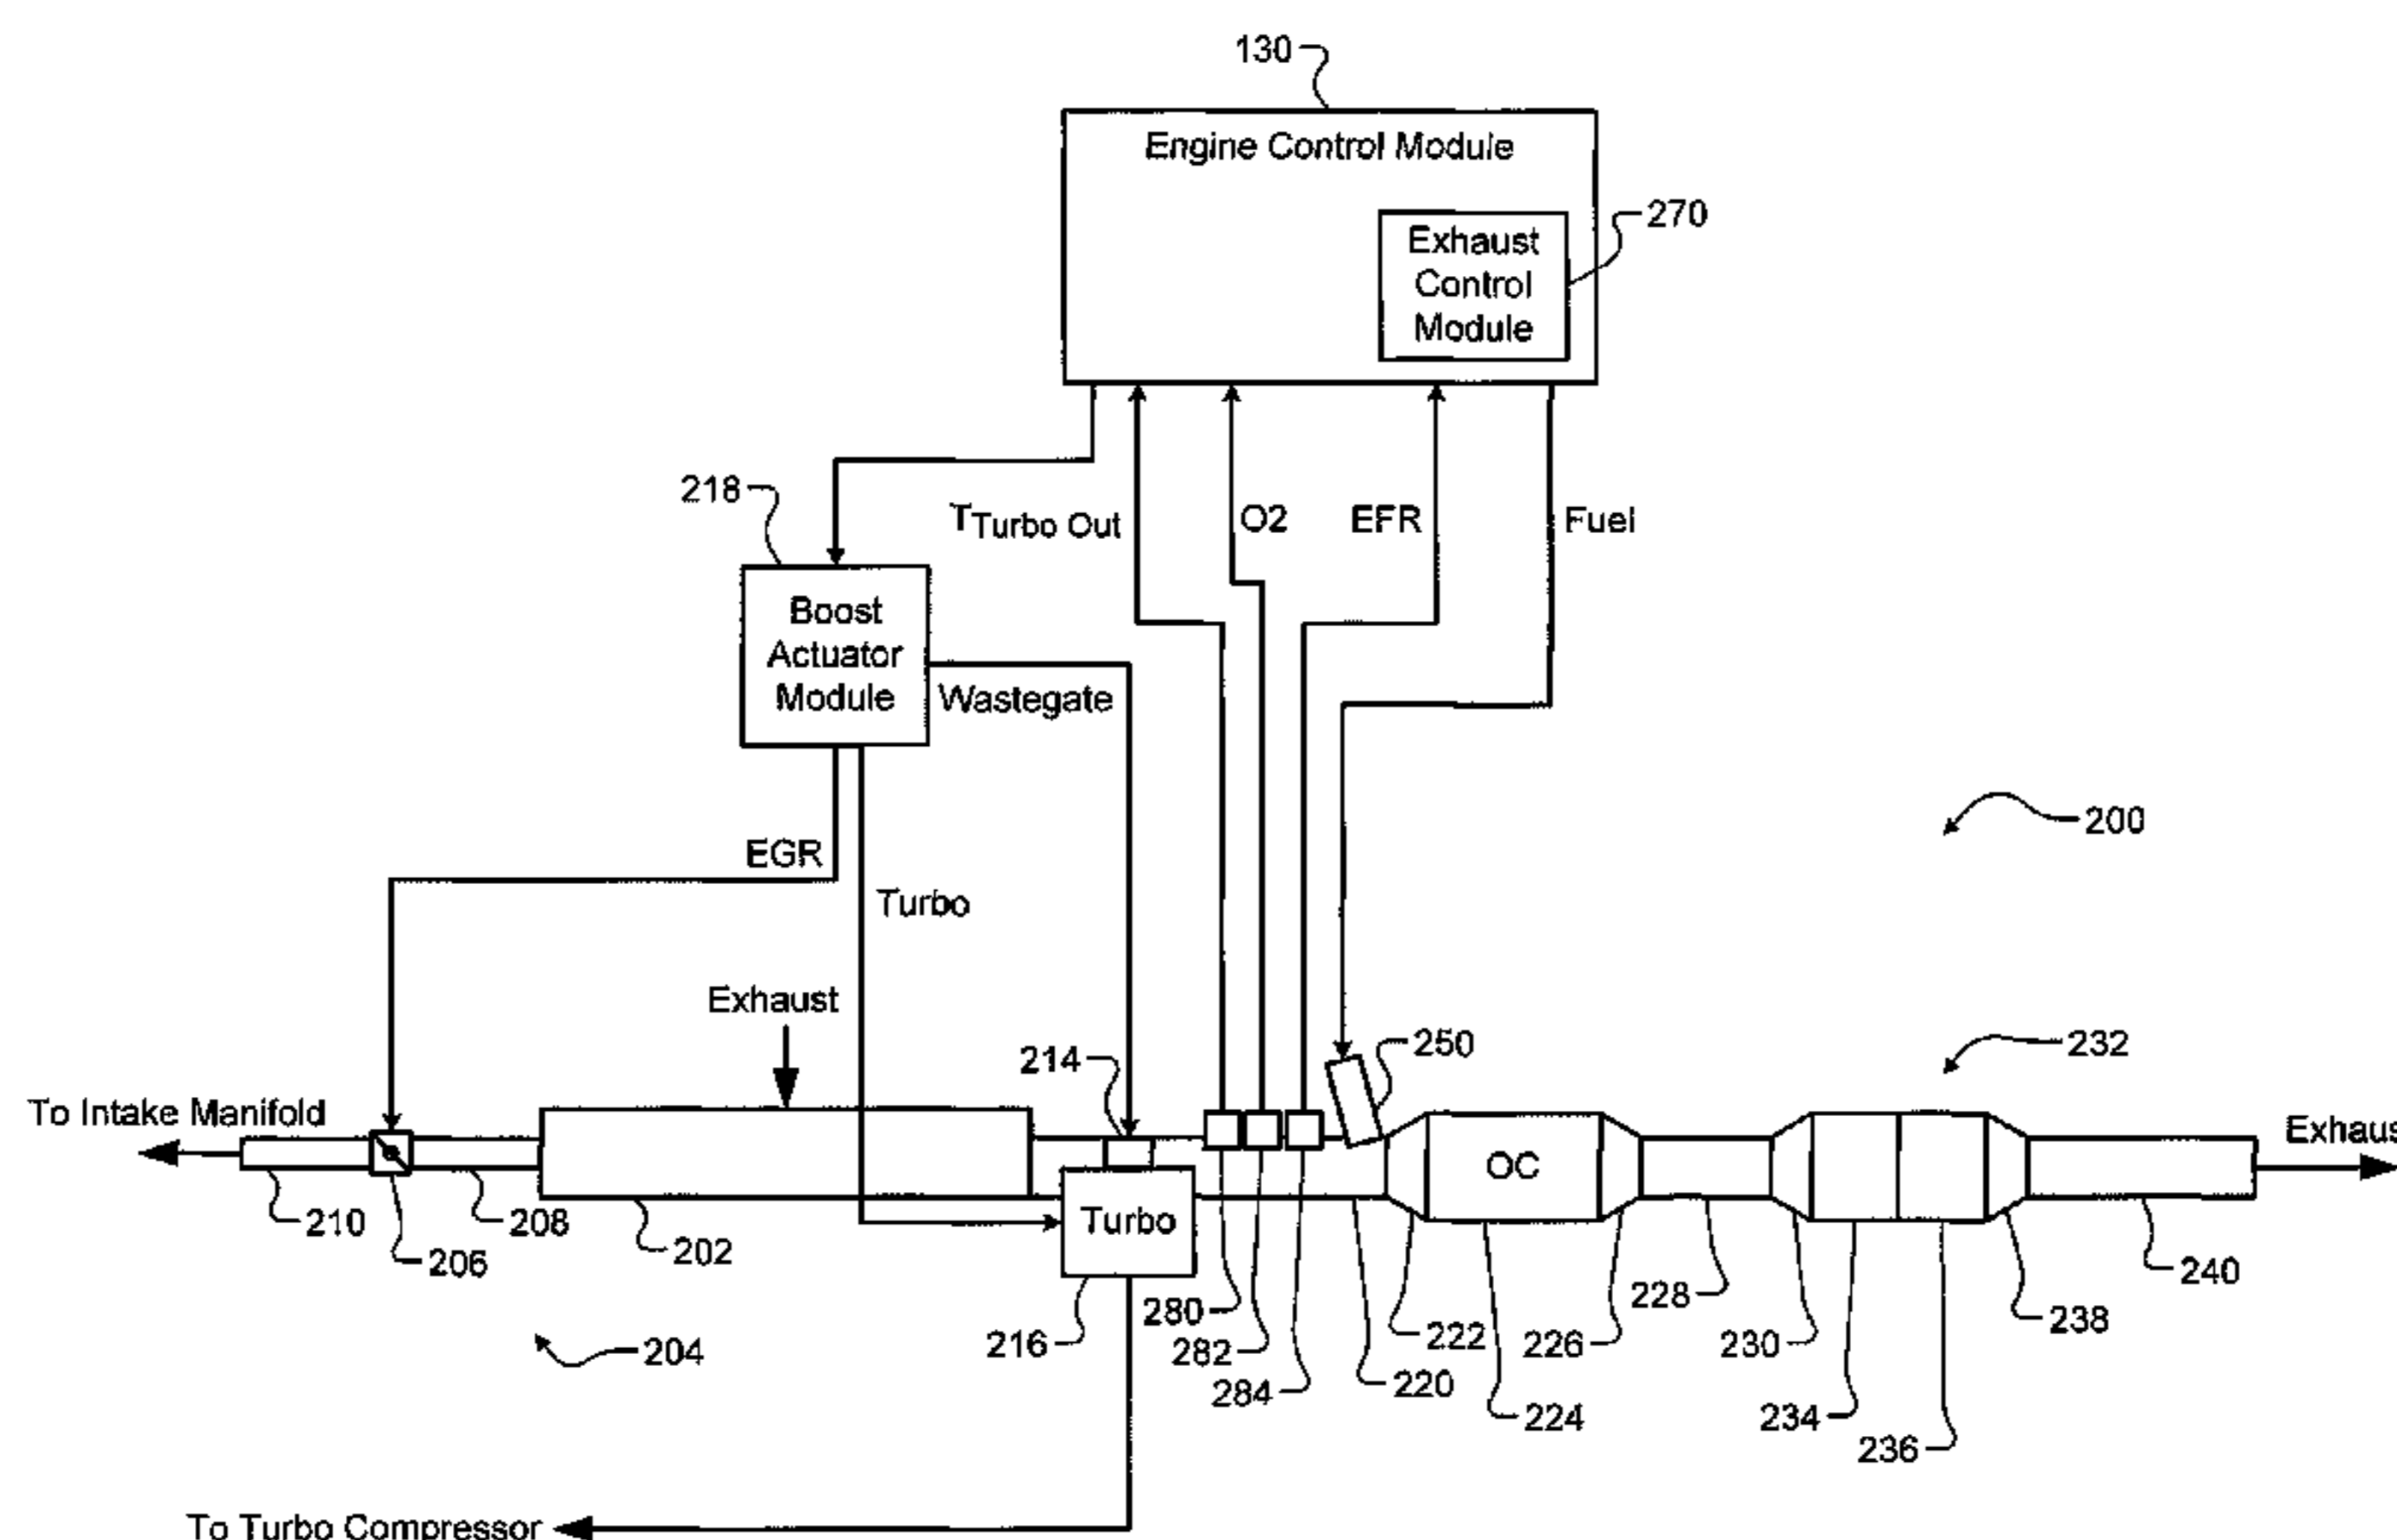 130
Engine Control Module
270
Exhaust
Control
Module
218
T Turbo Out
O2
EFR
Fuel
Boost
Actuator
Module
Wastegate
200
EGR
Turbo
Exhaust
214
250
232
To Intake Manifold
Exhaus
OC
210
208
206
202
Turbo
280
282
284
216
204
222
220
224
226
228
230
234
236
238
240
To Turbo Compressor